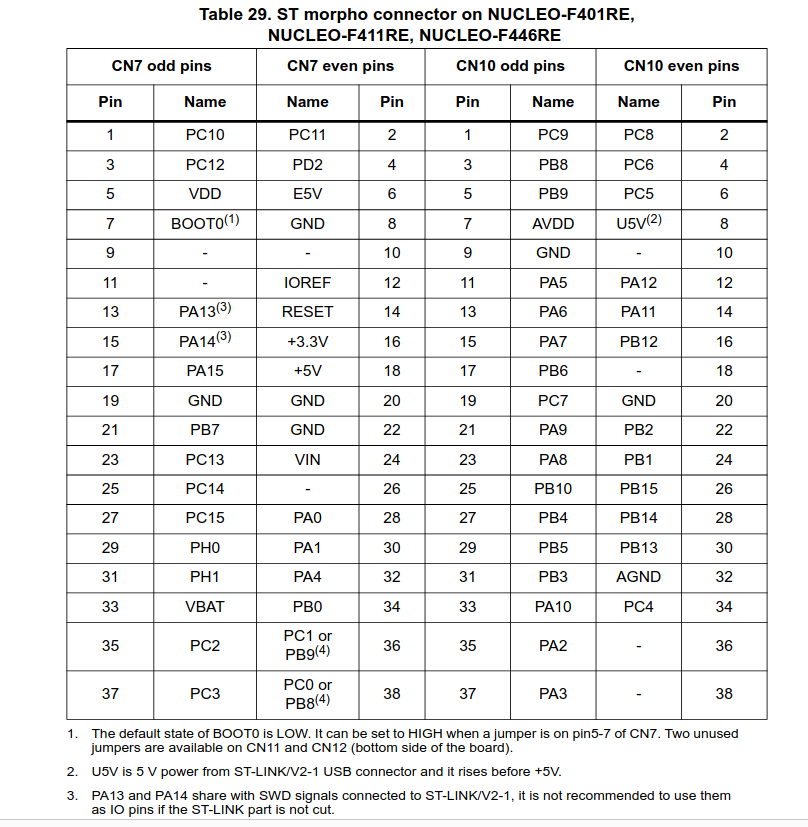 Table 29. ST morpho connector on NUCLEO-F401RE,
NUCLEO-F411RE, NUCLEO-F446RE
CN7 odd pins CN7 even pins CN10 odd pins CN10 even pins
Pin Name Name Pin Pin Name Name Pin
1 PC10 PC11 2 1 PC9 PC8 2
3 PC12 PD2 4 3 PB8 PC6 4
5 VDD E5V 6 5 PB9 PC5 6
7 BOOT0(1) GND 8 7 AVDD U5V(2) 8
9 - - 10 9 GND - 10
11 - IOREF 12 11 PA5 PA12 12
13 PA13(3) RESET 14 13 PA6 PA11 14
15 PA14(3) +3.3V 16 15 PA7 PB12 16
17 PA15 +5V 18 17 PB6 - 18
19 GND GND 20 19 PC7 GND 20
21 PB7 GND 22 21 PA9 PB2 22
23 PC13 VIN 24 23 PA8 PB1 24
25 PC14 - 26 25 PB10 PB15 26
27 PC15 PA0 28 27 PB4 PB14 28
29 PH0 PA1 30 29 PB5 PB13 30
31 PH1 PA4 32 31 PB3 AGND 32
33 VBAT PB0 34 33 PA10 PC4 34
35 PC2 PC1 or PB9(4) 36 35 PA2 - 36
37 PC3 PC0 or PB8(4) 38 37 PA3 - 38
1. The default state of BOOT0 is LOW. It can be set to HIGH when a jumper is on pin5-7 of CN7. Two unused
jumpers are available on CN11 and CN12 (bottom side of the board).
2. U5V is 5 V power from ST-LINK/V2-1 USB connector and it rises before +5V.
3. PA13 and PA14 share with SWD signals connected to ST-LINK/V2-1, it is not recommended to use them
as IO pins if the ST-LINK part is not cut.